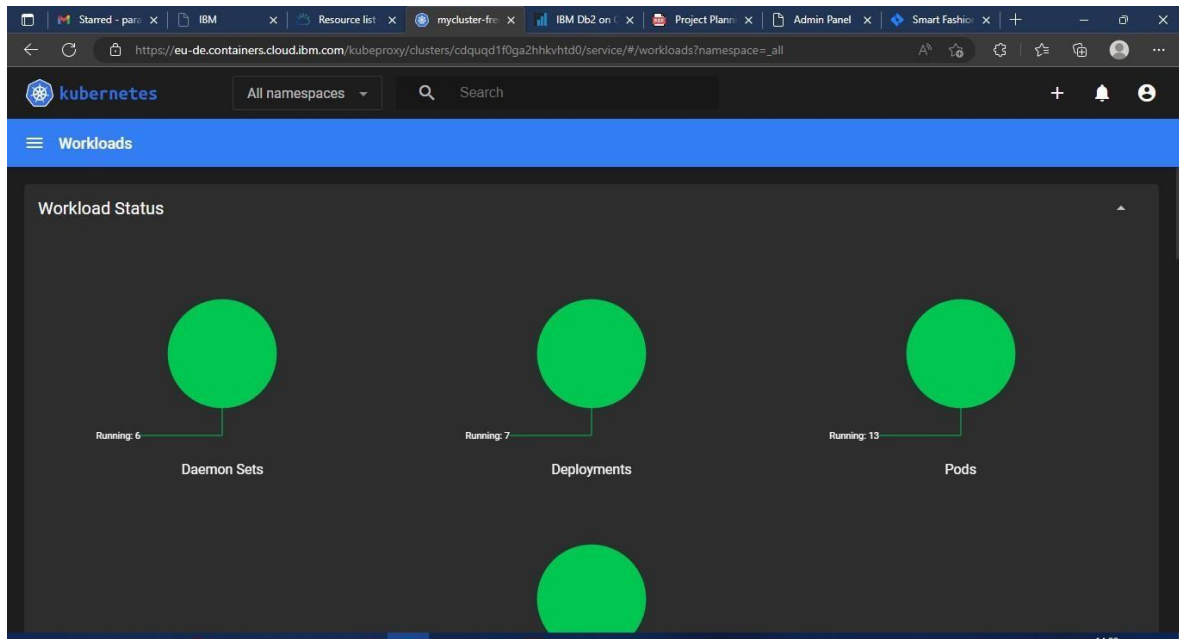 Starred - para
IBM
Resource list
mycluster-free
IBM Db2 on C
Project Plann
Admin Panel
Smart Fashion
https://eu-de.containers.cloud.ibm.com/kubeproxy/clusters/cdquqd1f0ga2hhkvhtd0/service/#/workloads?namespace=_all
kubernetes
All namespaces
Search
Workloads
Workload Status
Running: 6
Running: 7
Running: 13
Daemon Sets
Deployments
Pods